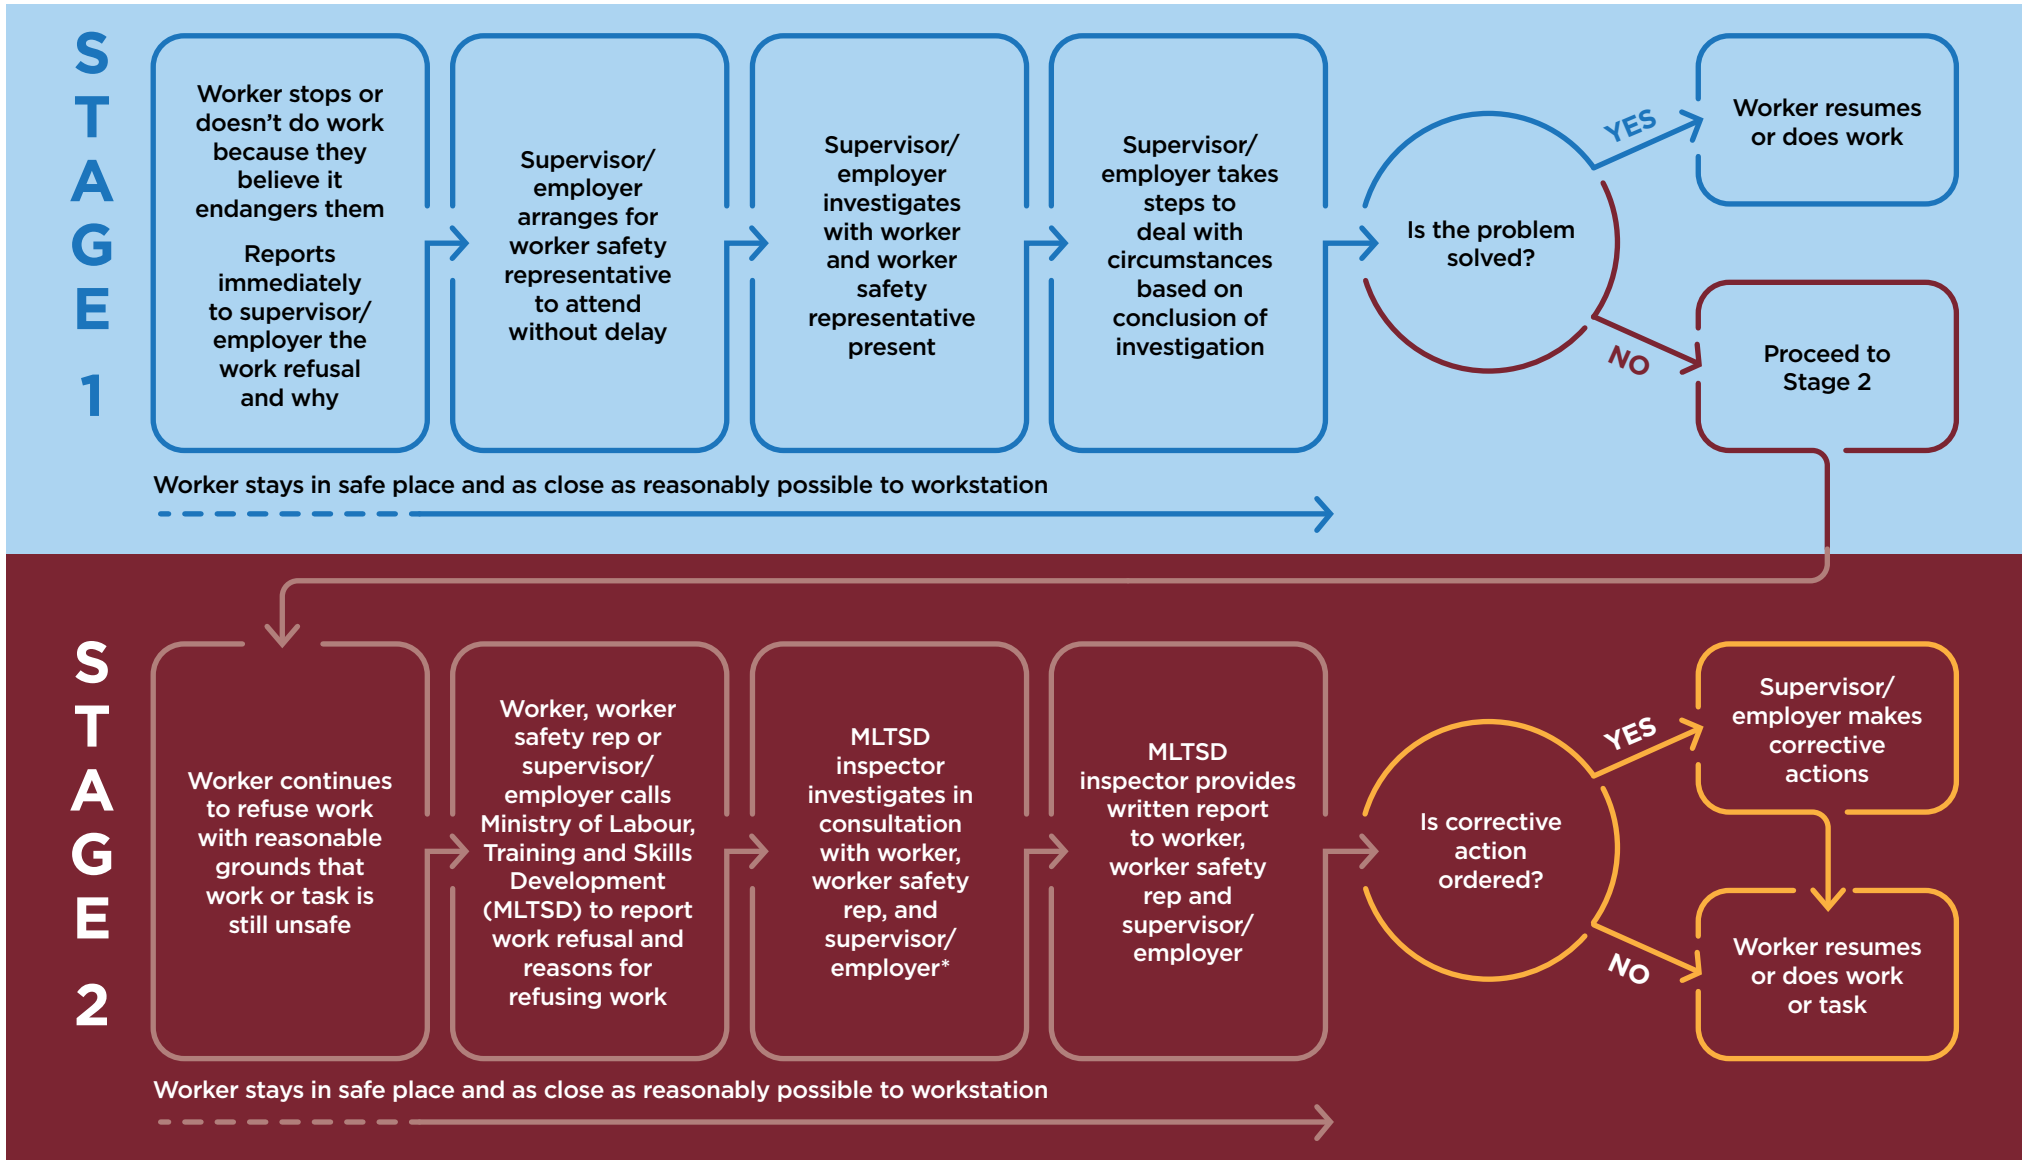 STAGE 1
Worker stops or
doesn't do work
because they
believe it
endangers them
Reports
immediately
to supervisor/
employer the
work refusal
and why
Supervisor/
employer
arranges for
worker safety
representative
to attend
without delay
Supervisor/
employer
investigates
with worker
and worker
safety
representative
present
Supervisor/
employer takes
steps to
deal with
circumstances
based on
conclusion of
investigation
Is the problem
solved?
YES
Worker resumes
or does work
NO
Proceed to
Stage 2
Worker stays in safe place and as close as reasonably possible to workstation
STAGE 2
Worker continues
to refuse work
with reasonable
grounds that
work or task is
still unsafe
Worker, worker
safety rep or
supervisor/
employer calls
Ministry of Labour,
Training and Skills
Development
(MLTSD) to report
work refusal and
reasons for
refusing work
MLTSD
inspector
investigates in
consultation
with worker,
worker safety
rep, and
supervisor/
employer*
MLTSD
inspector provides
written report
to worker,
worker safety
rep and
supervisor/
employer
Is corrective
action
ordered?
YES
Supervisor/
employer makes
corrective
actions
NO
Worker resumes
or does work
or task
Worker stays in safe place and as close as reasonably possible to workstation